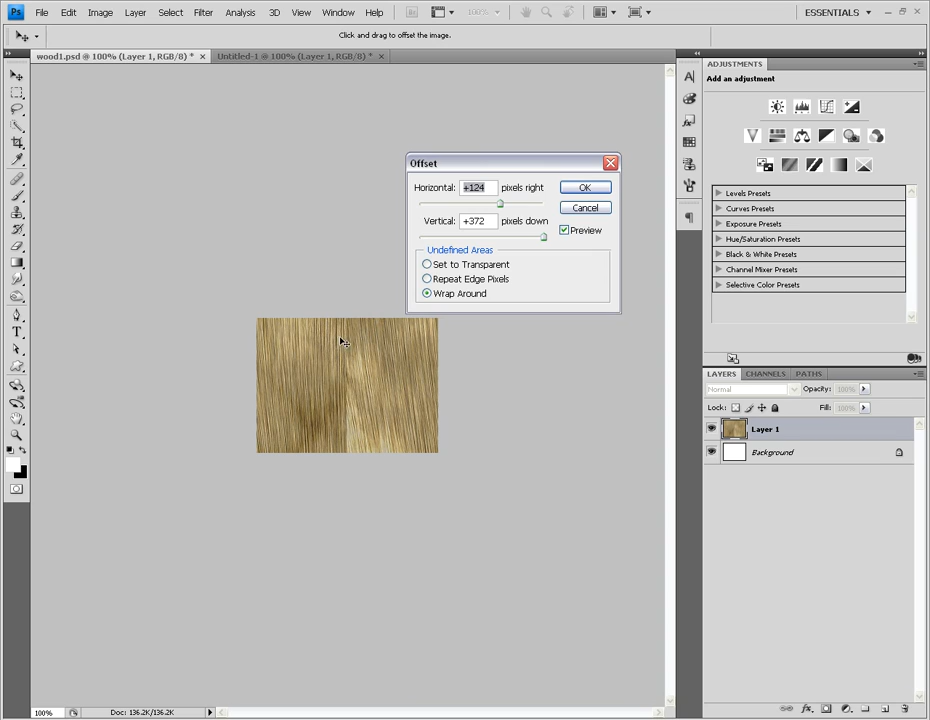 Ps File Edit Image Layer Select Filter Analysis 3D View Window Help Br 100% ESSENTIALS
Click and drag to offset the image.
wood1.psd @ 100% (Layer 1, RGB/8) * × Untitled-1 @ 100% (Layer 1, RGB/8) * ×
ADJUSTMENTS
Add an adjustment
Levels Presets
Curves Presets
Exposure Presets
Hue/Saturation Presets
Black & White Presets
Channel Mixer Presets
Selective Color Presets
Offset
Horizontal: +124 pixels right OK
Cancel
Vertical: +372 pixels down
Preview
Undefined Areas
Set to Transparent
Repeat Edge Pixels
Wrap Around
LAYERS CHANNELS PATHS
Normal Opacity: 100%
Lock: Fill: 100%
Layer 1
Background
100% Doc: 136.2K/136.2K